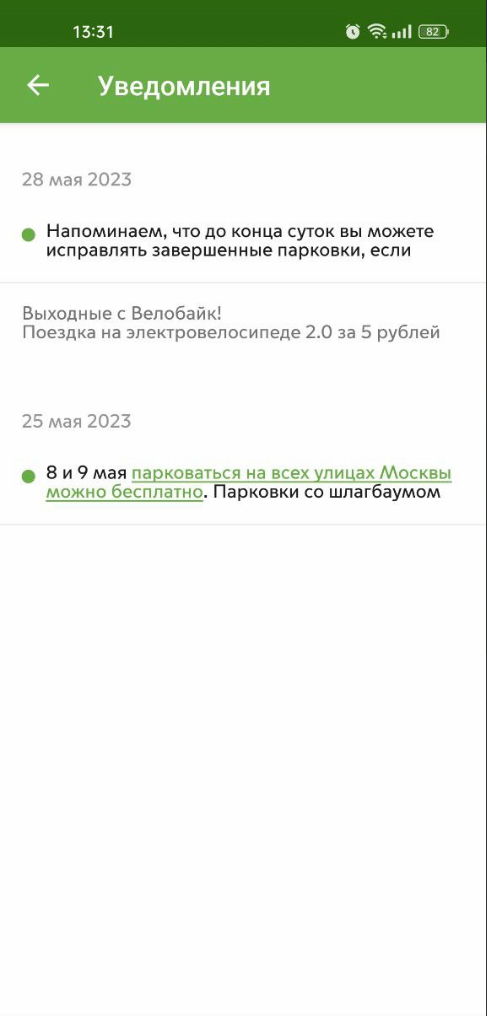 13:31
82
Уведомления
28 мая 2023
Напоминаем, что до конца суток вы можете
исправлять завершенные парковки, если
Выходные с Велобайк!
Поездка на электровелосипеде 2.0 за 5 рублей
25 мая 2023
8 и 9 мая парковаться на всех улицах Москвы
можно бесплатно. Парковки со шлагбаумом